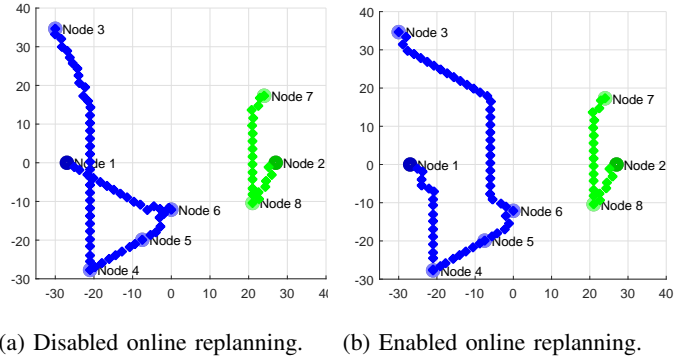 40
30
20
10
0
-10
-20
-30
-30 -20 -10 0 10 20 30
Node 3
Node 7
Node 1
Node 2
Node 6
Node 8
Node 5
Node 4
(a) Disabled online replanning.
40
30
20
10
0
-10
-20
-30
-30 -20 -10 0 10 20 30 40
Node 3
Node 7
Node 1
Node 2
Node 6
Node 8
Node 5
Node 4
(b) Enabled online replanning.